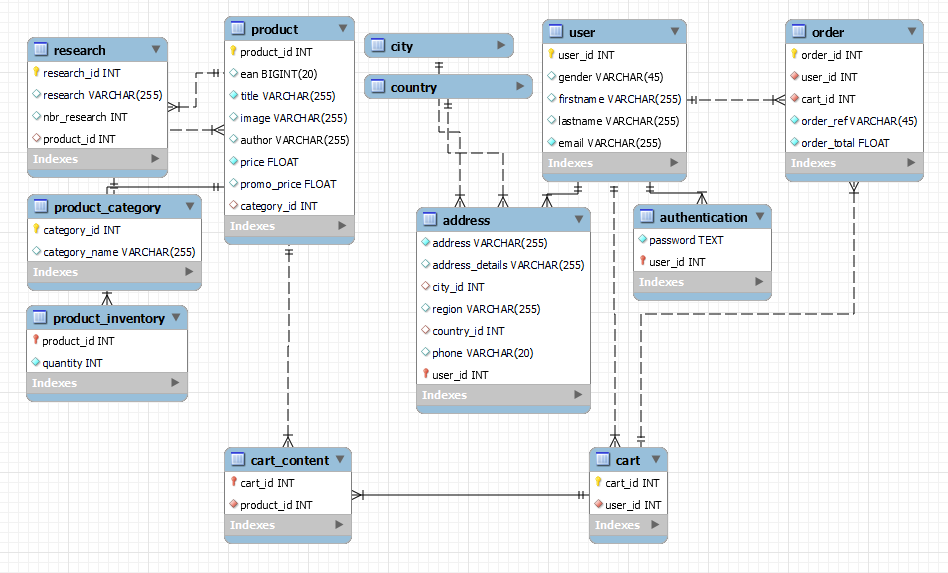 research
research_id INT
research VARCHAR(255)
nbr_research INT
product_id INT
Indexes
product_category
category_id INT
category_name VARCHAR(255)
Indexes
product_inventory
product_id INT
quantity INT
Indexes
product
product_id INT
ean BIGINT(20)
title VARCHAR(255)
image VARCHAR(255)
author VARCHAR(255)
price FLOAT
promo_price FLOAT
category_id INT
Indexes
city
country
user
user_id INT
gender VARCHAR(45)
firstname VARCHAR(255)
lastname VARCHAR(255)
email VARCHAR(255)
Indexes
order
order_id INT
user_id INT
cart_id INT
order_ref VARCHAR(45)
order_total FLOAT
Indexes
address
address VARCHAR(255)
address_details VARCHAR(255)
city_id INT
region VARCHAR(255)
country_id INT
phone VARCHAR(20)
user_id INT
Indexes
authentication
password TEXT
user_id INT
Indexes
cart_content
cart_id INT
product_id INT
Indexes
cart
cart_id INT
user_id INT
Indexes